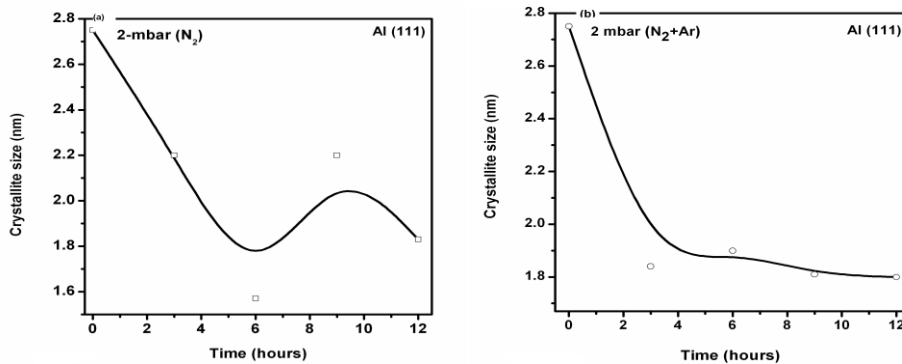 (a)
2-mbar (N₂)
Al (111)
Crystallite size (nm)
2.8
2.6
2.4
2.2
2.0
1.8
1.6
0 2 4 6 8 10 12
Time (hours)
(b)
2 mbar (N₂+Ar)
Al (111)
Crystallite size (nm)
2.8
2.6
2.4
2.2
2.0
1.8
0 2 4 6 8 10 12
Time (hours)